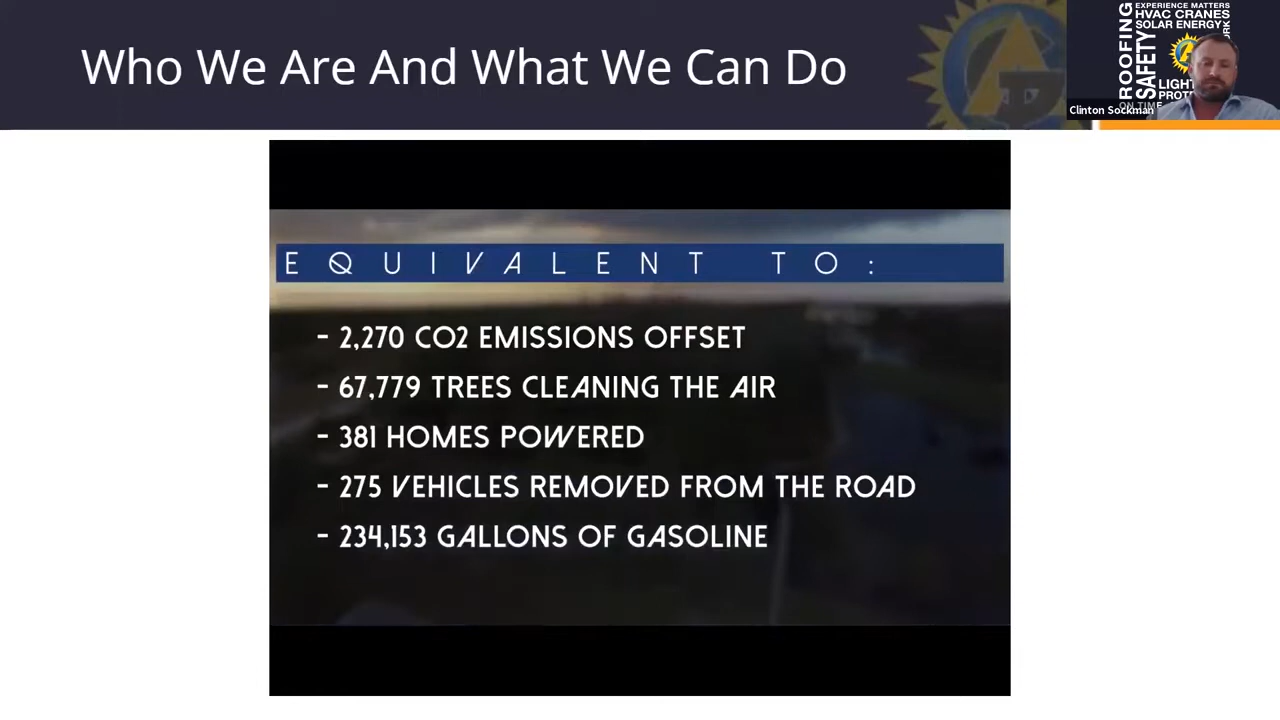 Who We Are And What We Can Do
EXPERIENCE MATTERS
HVAC CRANES
SOLAR ENERGY
ROOFING
SAFETY
Clinton Sockman
EQUIVALENT TO:
- 2,270 CO2 EMISSIONS OFFSET
- 67,779 TREES CLEANING THE AIR
- 381 HOMES POWERED
- 275 VEHICLES REMOVED FROM THE ROAD
- 234,153 GALLONS OF GASOLINE